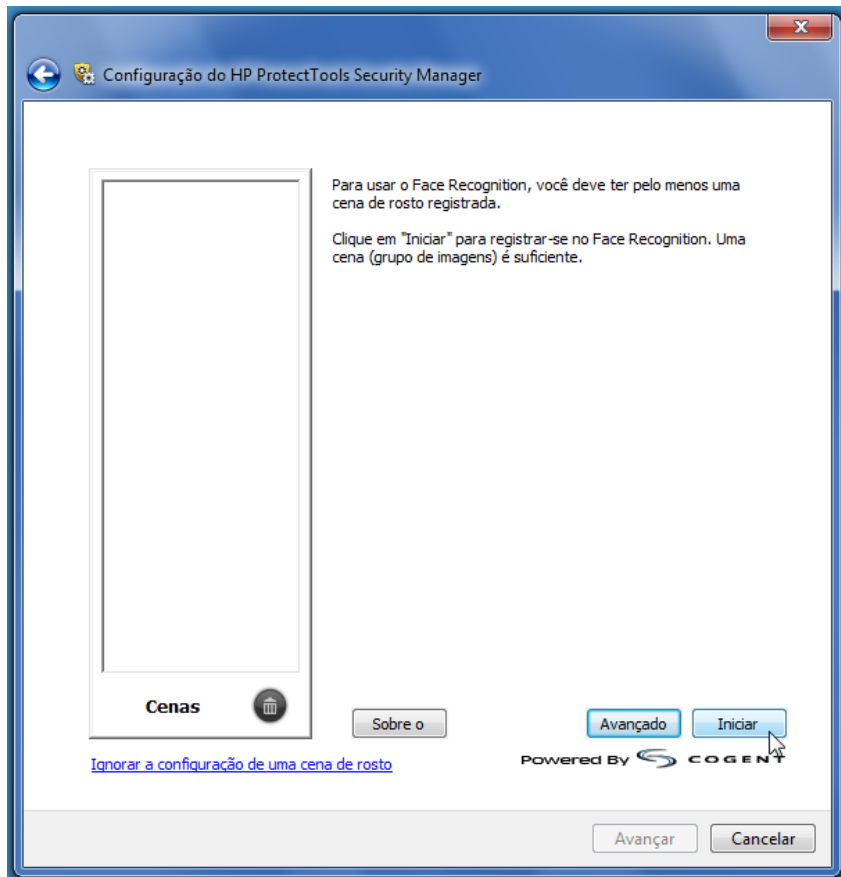 Configuração do HP ProtectTools Security Manager
Para usar o Face Recognition, você deve ter pelo menos uma
cena de rosto registrada.
Clique em "Iniciar" para registrar-se no Face Recognition. Uma
cena (grupo de imagens) é suficiente.
Cenas
Sobre o
Avançado
Iniciar
Ignorar a configuração de uma cena de rosto
Powered By COGENT
Avançar
Cancelar